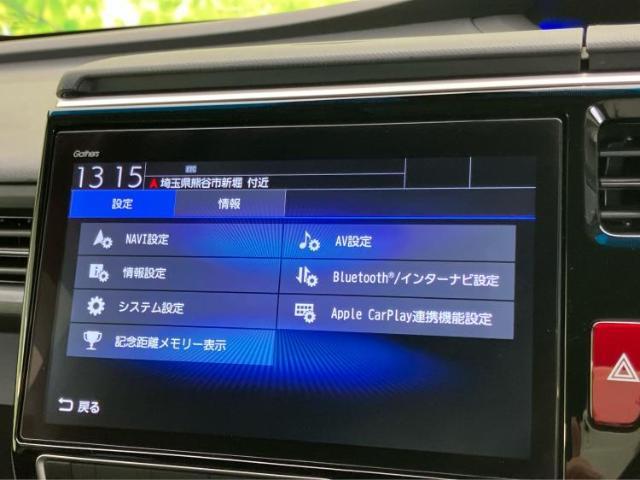 Gathers
13 15
ETC
埼玉県熊谷市新堀 付近
設定
情報
NAVI設定
AV設定
情報設定
Bluetooth®/インターナビ設定
システム設定
Apple CarPlay連携機能設定
記念距離メモリー表示
戻る